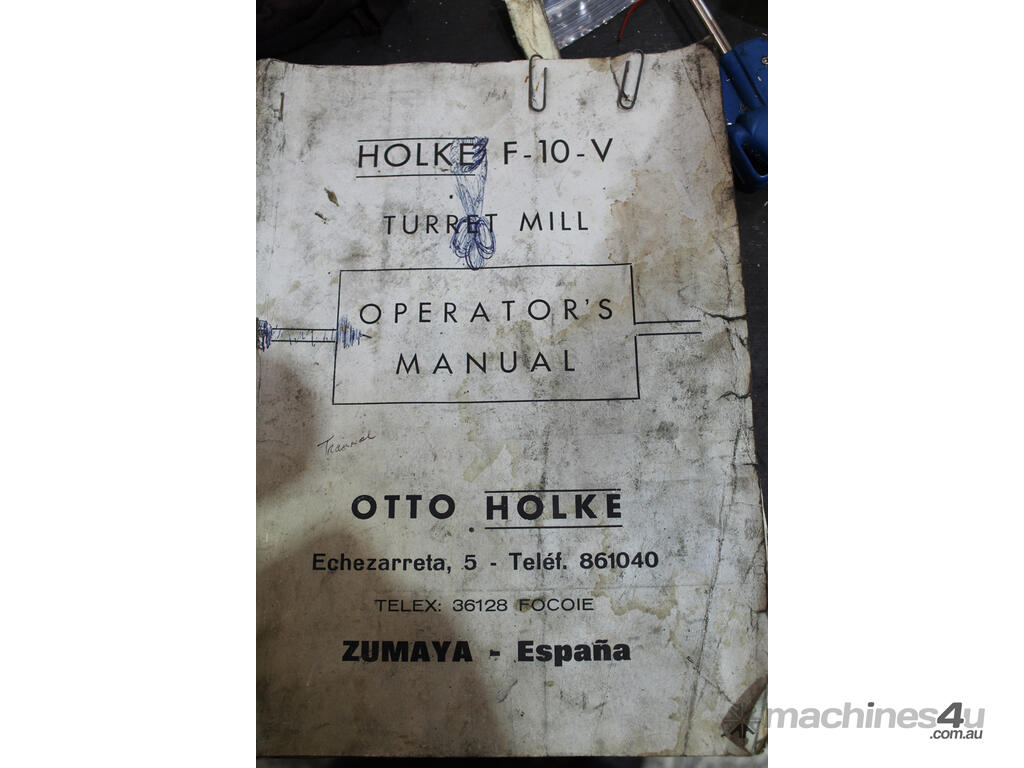 HOLKE F-10-V
TURRET MILL
OPERATOR'S
MANUAL
OTTO HOLKE
Echezarreta, 5 - Teléf. 861040
TELEX: 36128 FOCOIE
ZUMAYA - España
machines4u
.com.au